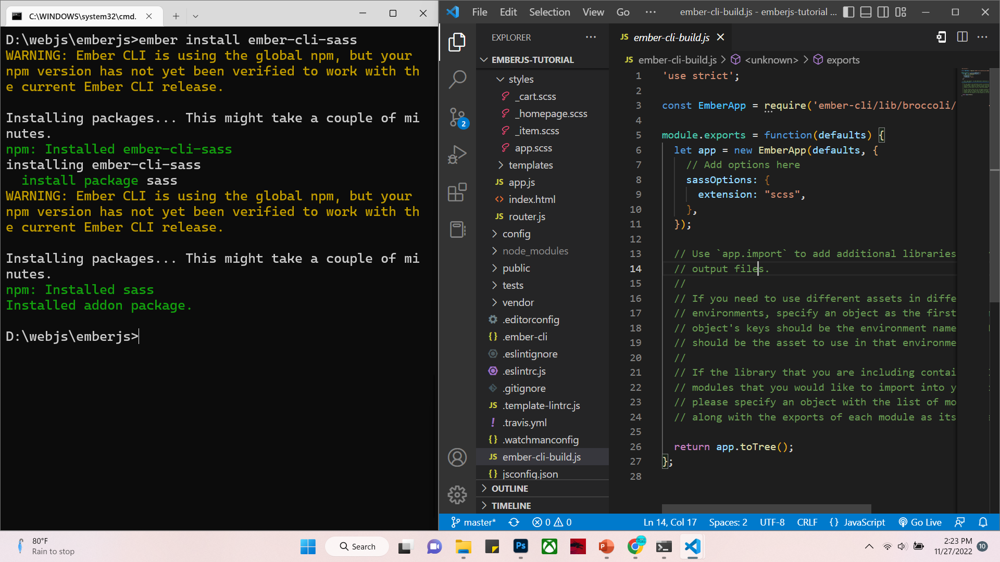 C:\WINDOWS\system32\cmd.
D:\webjs\emberjs>ember install ember-cli-sass
WARNING: Ember CLI is using the global npm, but your
npm version has not yet been verified to work with th
e current Ember CLI release.
Installing packages... This might take a couple of mi
nutes.
npm: Installed ember-cli-sass
installing ember-cli-sass
install package sass
WARNING: Ember CLI is using the global npm, but your
npm version has not yet been verified to work with th
e current Ember CLI release.
Installing packages... This might take a couple of mi
nutes.
npm: Installed sass
Installed addon package.
D:\webjs\emberjs>
File Edit Selection View Go ··· ember-cli-build.js - emberjs-tutorial ...
EXPLORER ···
EMBERJS-TUTORIAL
styles
_cart.scss
_homepage.scss
_item.scss
app.scss
templates
JS app.js
<> index.html
JS router.js
config
node_modules
public
tests
vendor
.editorconfig
{} .ember-cli
.eslintignore
.eslintrc.js
.gitignore
JS .template-lintrc.js
! .travis.yml
{} .watchmanconfig
JS ember-cli-build.js
{} jsconfig.json
OUTLINE
TIMELINE
2
JS ember-cli-build.js
JS ember-cli-build.js > <unknown> > exports
1 'use strict';
2
3 const EmberApp = require('ember-cli/lib/broccoli/
4
5 module.exports = function(defaults) {
6 let app = new EmberApp(defaults, {
7 // Add options here
8 sassOptions: {
9 extension: "scss",
10 },
11 });
12
13 // Use `app.import` to add additional libraries
14 // output files.
15 //
16 // If you need to use different assets in diffe
17 // environments, specify an object as the first
18 // object's keys should be the environment name
19 // should be the asset to use in that environme
20 //
21 // If the library that you are including contai
22 // modules that you would like to import into y
23 // please specify an object with the list of mo
24 // along with the exports of each module as its
25
26 return app.toTree();
27 };
28
master* 0 0 Ln 14, Col 17 Spaces: 2 UTF-8 CRLF {} JavaScript Go Live
80°F
Rain to stop
Search
Ps
P
2:23 PM
11/27/2022
10